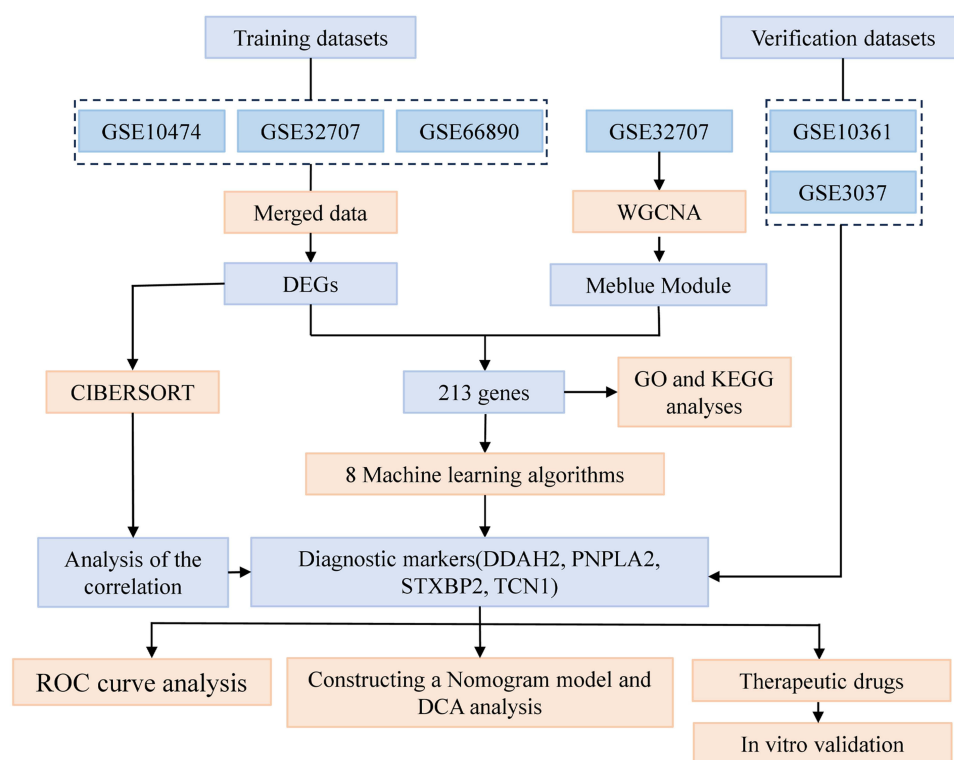 Training datasets
Verification datasets
GSE10474
GSE32707
GSE66890
GSE32707
GSE10361
GSE3037
Merged data
WGCNA
DEGs
Meblue Module
CIBERSORT
213 genes
GO and KEGG
analyses
8 Machine learning algorithms
Analysis of the
correlation
Diagnostic markers(DDAH2, PNPLA2,
STXBP2, TCN1)
ROC curve analysis
Constructing a Nomogram model and
DCA analysis
Therapeutic drugs
In vitro validation